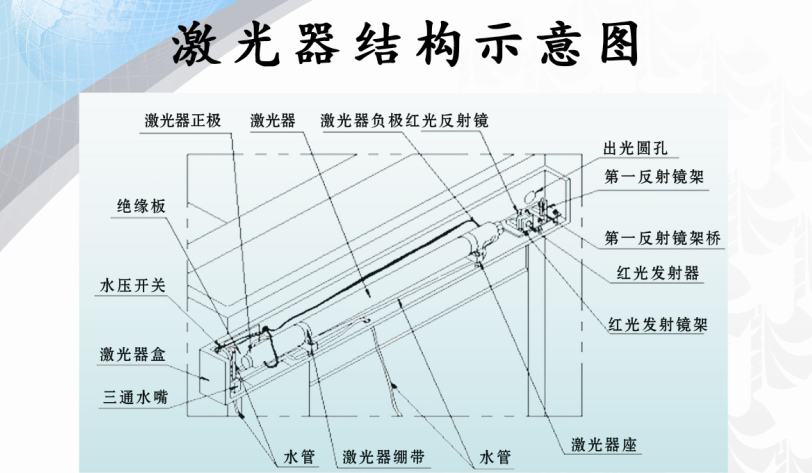 激光器结构示意图
激光器正极
激光器
激光器负极
红光反射镜
出光圆孔
第一反射镜架
绝缘板
第一反射镜架桥
水压开关
红光发射器
红光发射镜架
激光器盒
三通水嘴
水管
激光器绷带
水管
激光器座